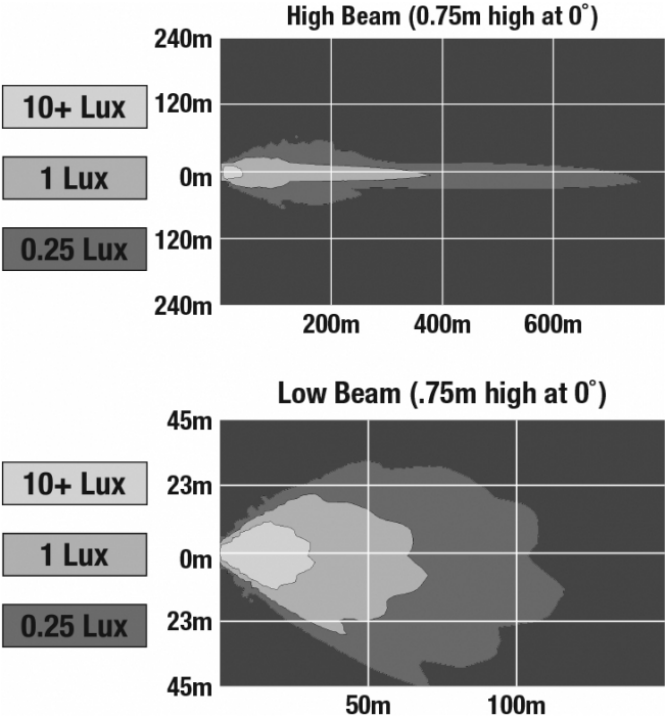 High Beam (0.75m high at 0˚)
240m
10+ Lux
120m
1 Lux
0m
0.25 Lux
120m
240m
200m 400m 600m
Low Beam (.75m high at 0˚)
45m
10+ Lux
23m
1 Lux
0m
0.25 Lux
23m
45m
50m 100m